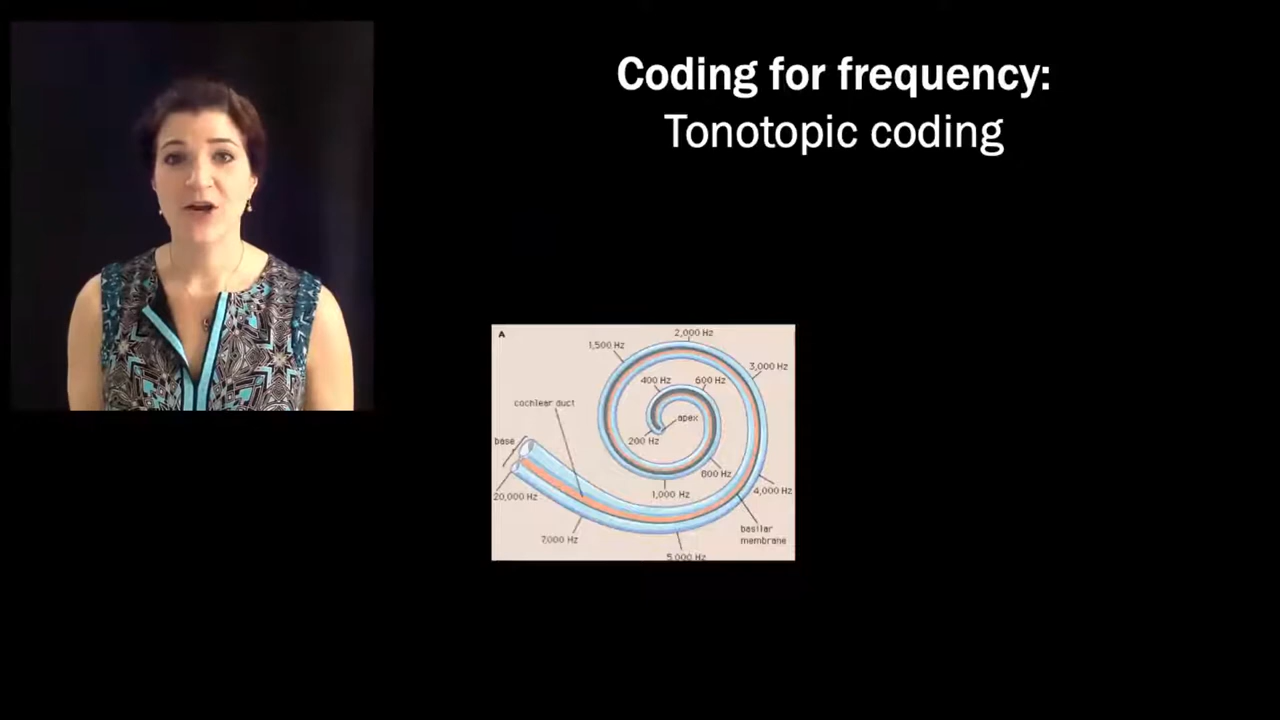 Coding for frequency:
Tonotopic coding
A
2,000 Hz
1,500 Hz
3,000 Hz
400 Hz
600 Hz
cochlear duct
apex
base
200 Hz
800 Hz
20,000 Hz
1,000 Hz
4,000 Hz
basilar
membrane
7,000 Hz
5,000 Hz